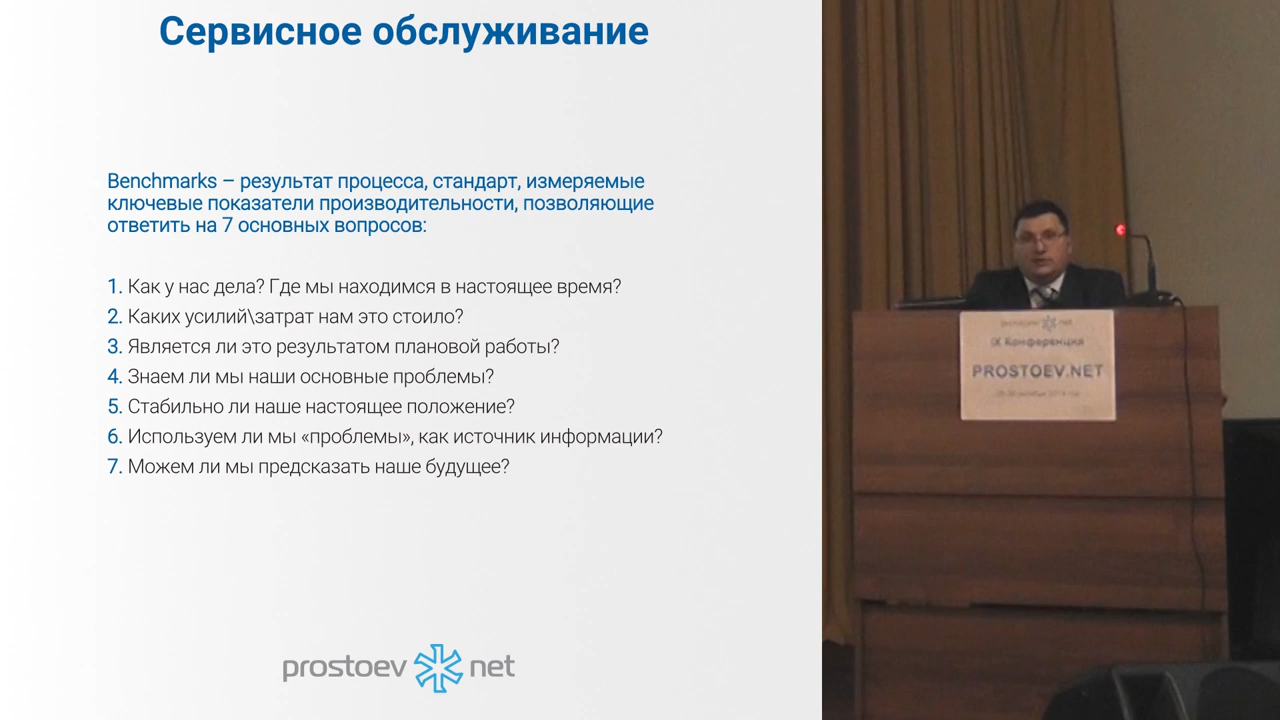 Сервисное обслуживание
Benchmarks – результат процесса, стандарт, измеряемые
ключевые показатели производительности, позволяющие
ответить на 7 основных вопросов:
1. Как у нас дела? Где мы находимся в настоящее время?
2. Каких усилий\затрат нам это стоило?
3. Является ли это результатом плановой работы?
4. Знаем ли мы наши основные проблемы?
5. Стабильно ли наше настоящее положение?
6. Используем ли мы «проблемы», как источник информации?
7. Можем ли мы предсказать наше будущее?
prostoev net
IX Конференция
PROSTOEV.NET